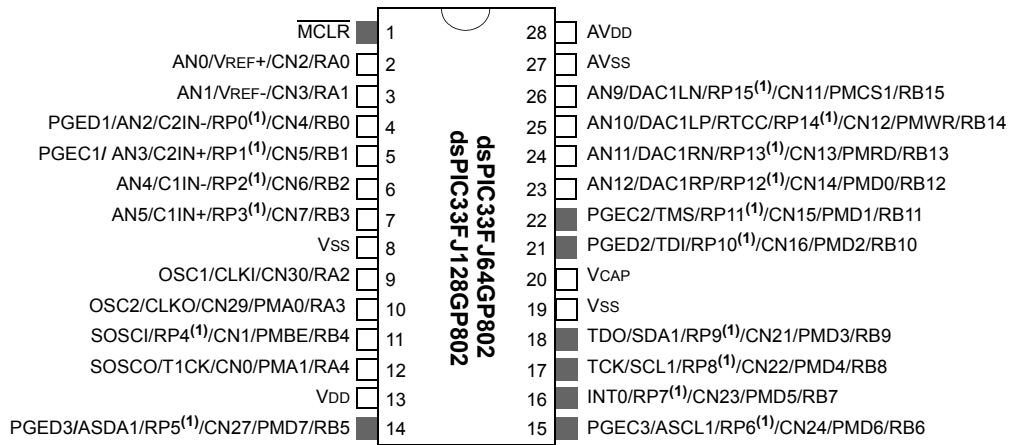 MCLR 1 28 AVDD
AN0/VREF+/CN2/RA0 2 27 AVSS
AN1/VREF-/CN3/RA1 3 26 AN9/DAC1LN/RP15(1)/CN11/PMCS1/RB15
PGED1/AN2/C2IN-/RP0(1)/CN4/RB0 4 25 AN10/DAC1LP/RTCC/RP14(1)/CN12/PMWR/RB14
PGEC1/ AN3/C2IN+/RP1(1)/CN5/RB1 5 24 AN11/DAC1RN/RP13(1)/CN13/PMRD/RB13
AN4/C1IN-/RP2(1)/CN6/RB2 6 23 AN12/DAC1RP/RP12(1)/CN14/PMD0/RB12
AN5/C1IN+/RP3(1)/CN7/RB3 7 22 PGEC2/TMS/RP11(1)/CN15/PMD1/RB11
VSS 8 21 PGED2/TDI/RP10(1)/CN16/PMD2/RB10
OSC1/CLKI/CN30/RA2 9 20 VCAP
OSC2/CLKO/CN29/PMA0/RA3 10 19 VSS
SOSCI/RP4(1)/CN1/PMBE/RB4 11 18 TDO/SDA1/RP9(1)/CN21/PMD3/RB9
SOSCO/T1CK/CN0/PMA1/RA4 12 17 TCK/SCL1/RP8(1)/CN22/PMD4/RB8
VDD 13 16 INT0/RP7(1)/CN23/PMD5/RB7
PGED3/ASDA1/RP5(1)/CN27/PMD7/RB5 14 15 PGEC3/ASCL1/RP6(1)/CN24/PMD6/RB6
dsPIC33FJ64GP802
dsPIC33FJ128GP802